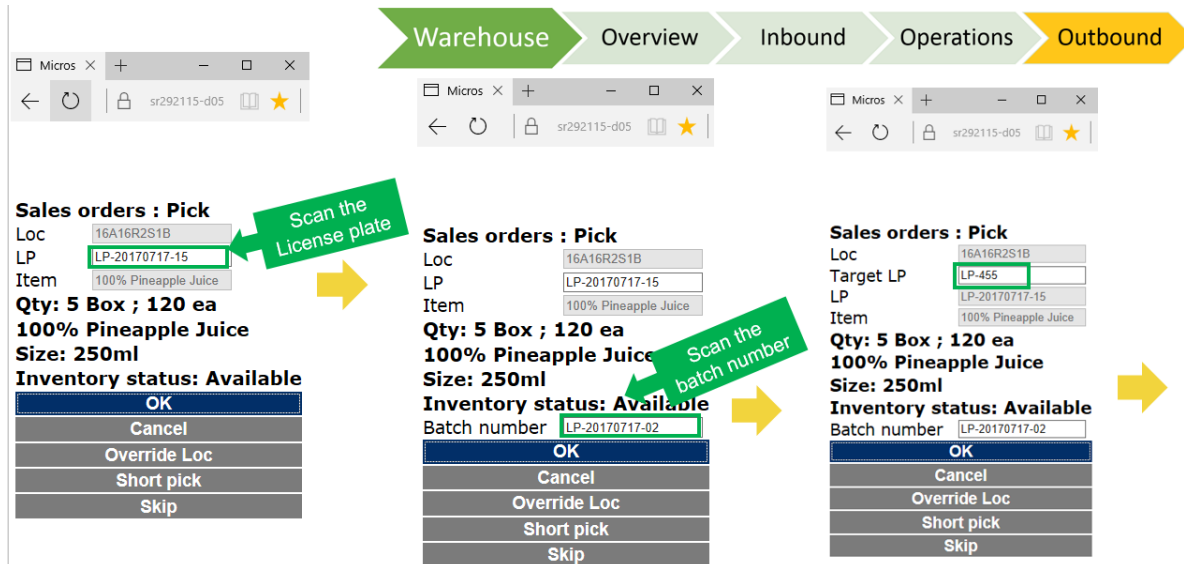 Warehouse
Overview
Inbound
Operations
Outbound
Micros
sr292115-d05
Sales orders : Pick
Loc 16A16R2S1B
LP LP-20170717-15
Item 100% Pineapple Juice
Qty: 5 Box ; 120 ea
100% Pineapple Juice
Size: 250ml
Inventory status: Available
OK
Cancel
Override Loc
Short pick
Skip
Scan the
License plate
Micros
sr292115-d05
Sales orders : Pick
Loc 16A16R2S1B
LP LP-20170717-15
Item 100% Pineapple Juice
Qty: 5 Box ; 120 ea
100% Pineapple Juice
Size: 250ml
Inventory status: Available
Batch number LP-20170717-02
OK
Cancel
Override Loc
Short pick
Skip
Scan the
batch number
Micros
sr292115-d05
Sales orders : Pick
Loc 16A16R2S1B
Target LP LP-455
LP LP-20170717-15
Item 100% Pineapple Juice
Qty: 5 Box ; 120 ea
100% Pineapple Juice
Size: 250ml
Inventory status: Available
Batch number LP-20170717-02
OK
Cancel
Override Loc
Short pick
Skip